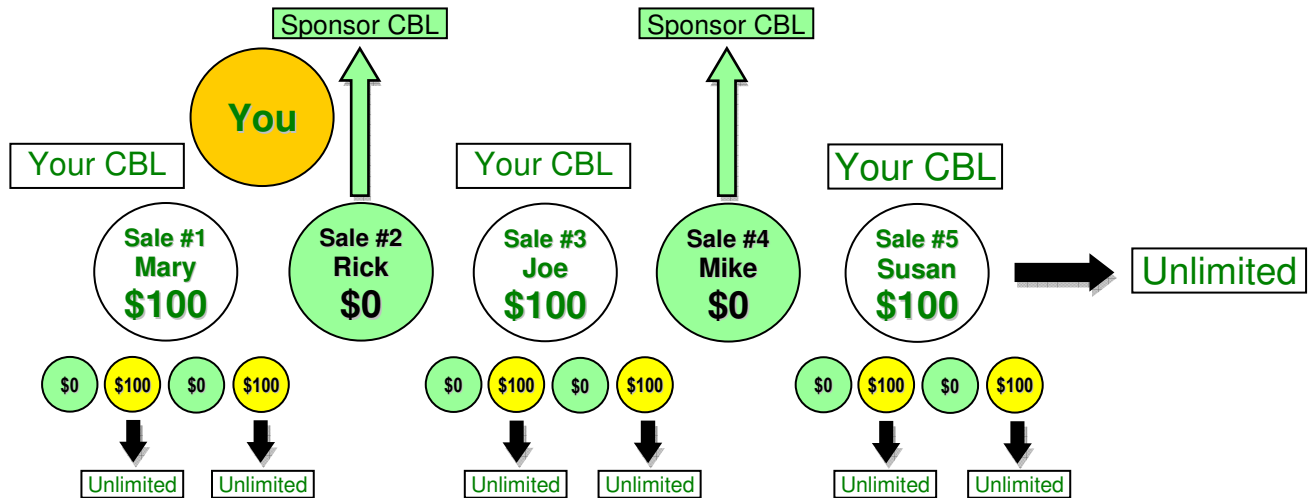 Sponsor CBL
Sponsor CBL
You
Your CBL
Your CBL
Your CBL
Sale #1
Mary
$100
Sale #2
Rick
$0
Sale #3
Joe
$100
Sale #4
Mike
$0
Sale #5
Susan
$100
Unlimited
$0
$100
$0
$100
$0
$100
$0
$100
$0
$100
$0
$100
Unlimited
Unlimited
Unlimited
Unlimited
Unlimited
Unlimited